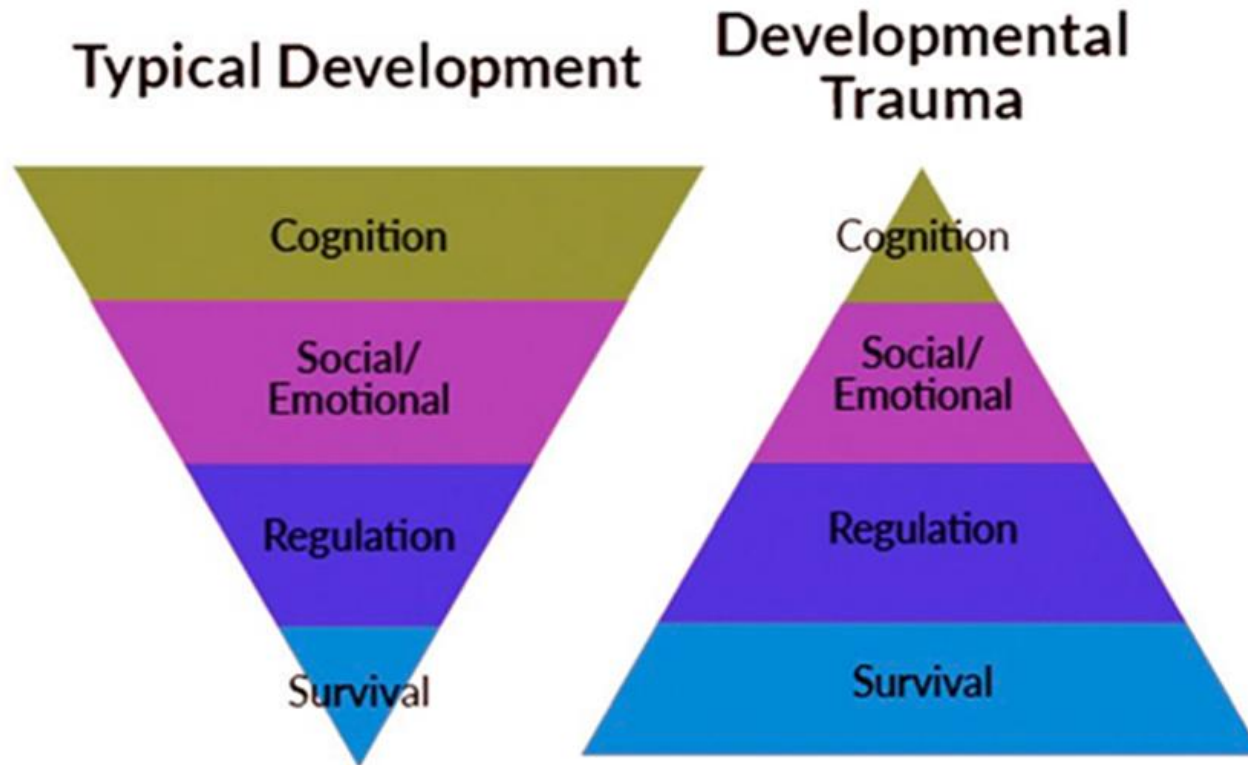 Typical Development
Cognition
Social/
Emotional
Regulation
Survival
Developmental
Trauma
Cognition
Social/
Emotional
Regulation
Survival